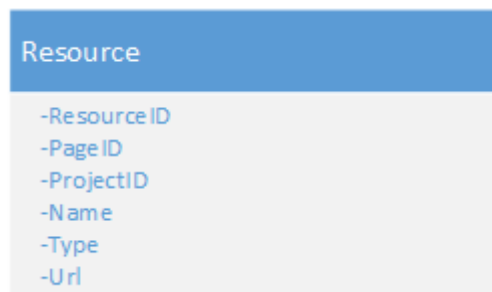 Resource
-ResourceID
-PageID
-ProjectID
-Name
-Type
-Url